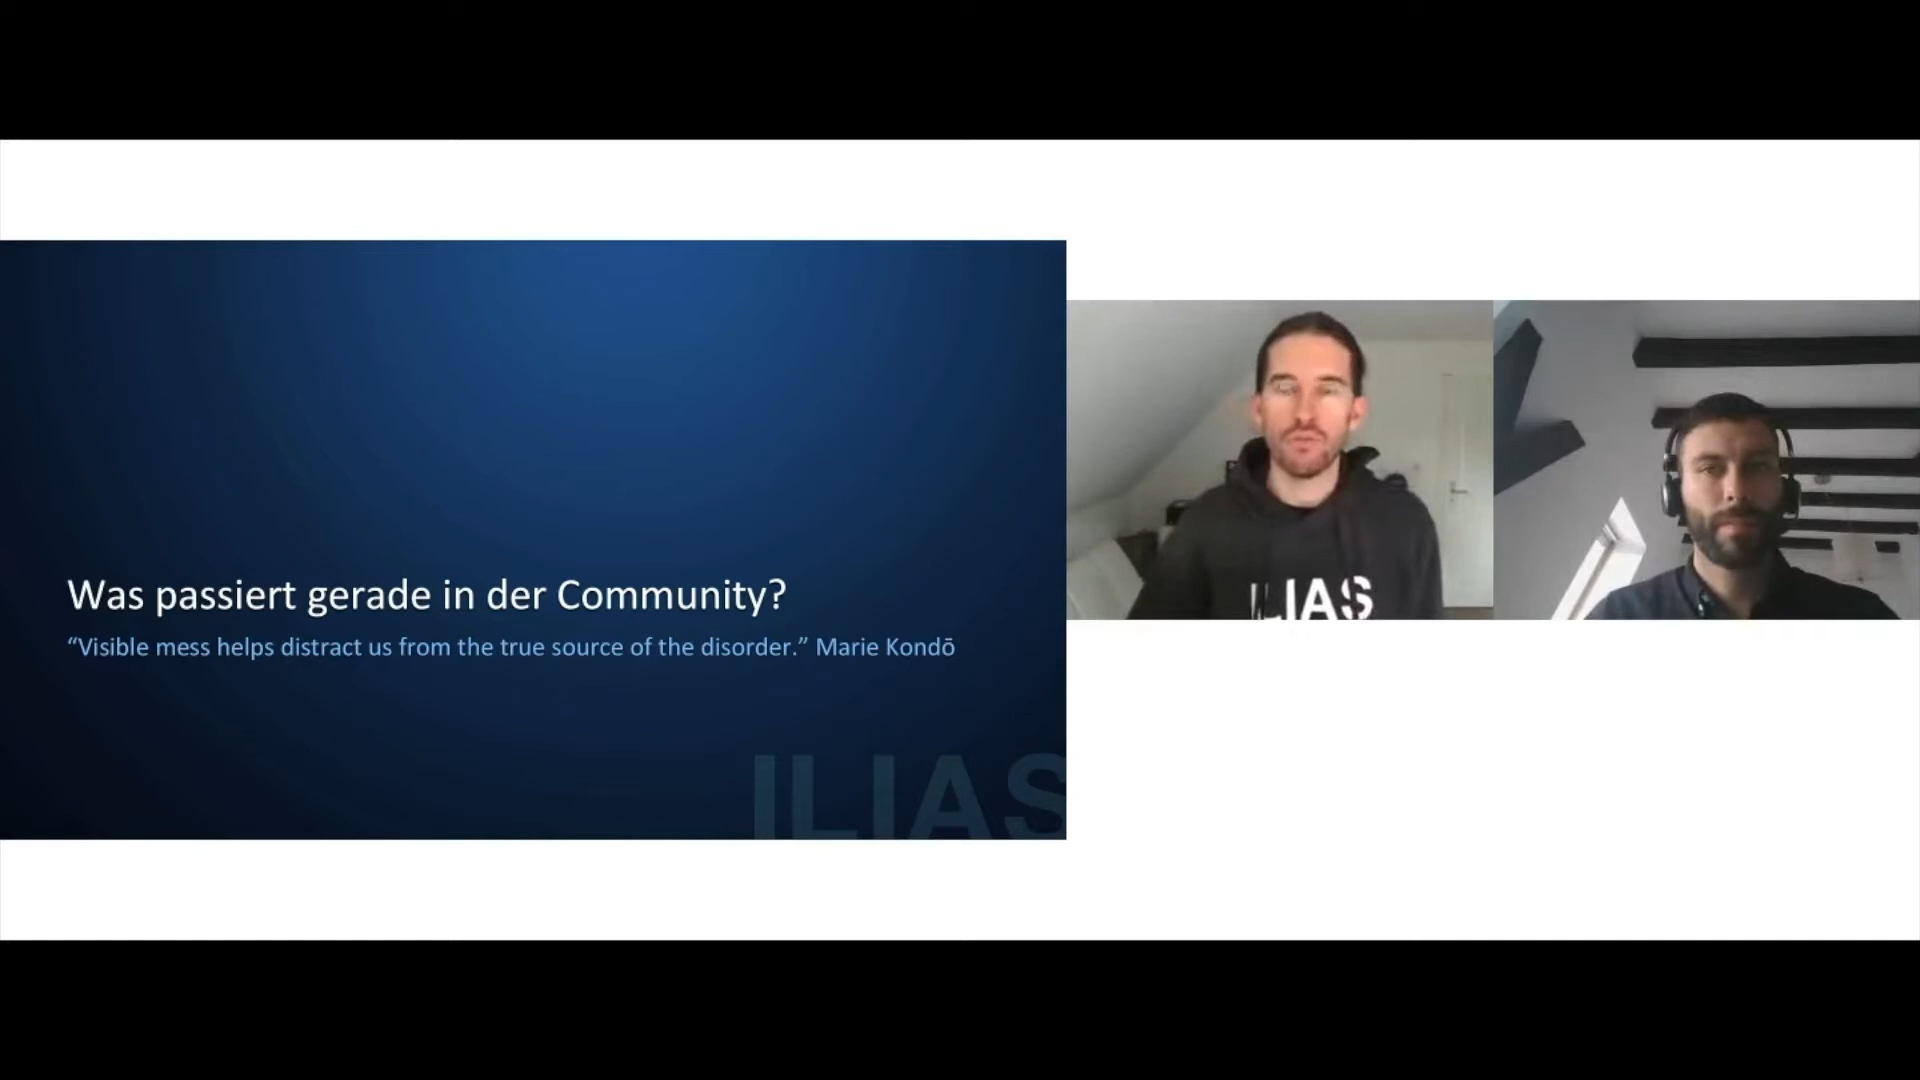 Was passiert gerade in der Community?
“Visible mess helps distract us from the true source of the disorder.” Marie Kondō
ILIAS
ILIAS